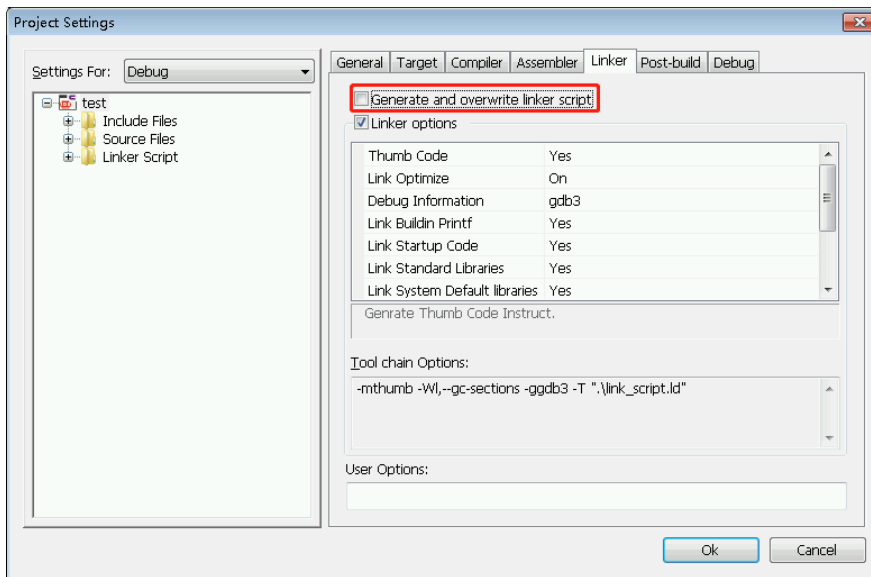 Project Settings
Settings For: Debug
test
Include Files
Source Files
Linker Script
General Target Compiler Assembler Linker Post-build Debug
Generate and overwrite linker script
Linker options
Thumb Code Yes
Link Optimize On
Debug Information gdb3
Link Buildin Printf Yes
Link Startup Code Yes
Link Standard Libraries Yes
Link System Default libraries Yes
Genrate Thumb Code Instruct.
Tool chain Options:
-mthumb -Wl,--gc-sections -ggdb3 -T ".\link_script.ld"
User Options:
Ok Cancel